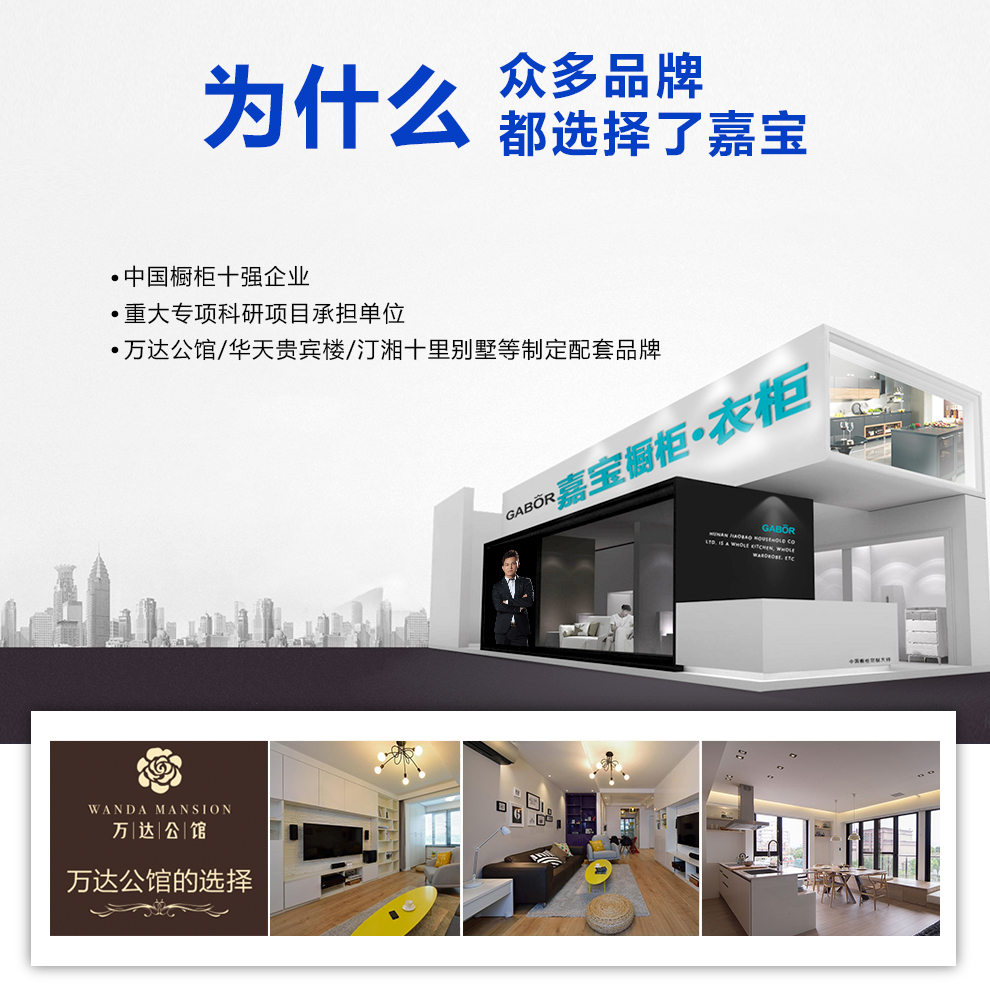 为什么
众多品牌
都选择了嘉宝
•中国橱柜十强企业
•重大专项科研项目承担单位
•万达公馆/华天贵宾楼/汀湘十里别墅等制定配套品牌
GABÖR 嘉宝橱柜·衣柜
GABÖR
HUNAN JIAOBAO HOUSEHOLD CO
LTD. IS A WHOLE KITCHEN, WHOLE
WARDROBE, ETC
WANDA MANSION
万|达|公|馆
万达公馆的选择